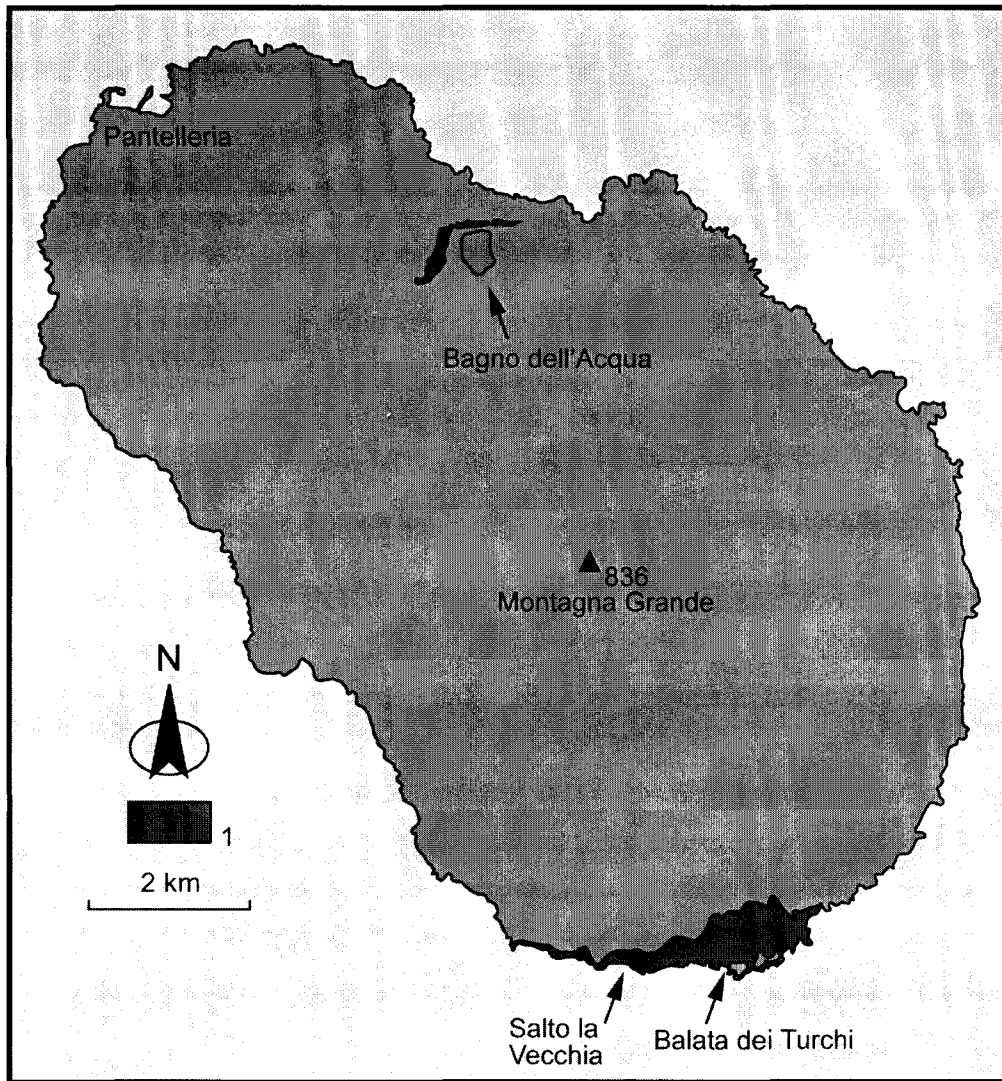 Pantelleria
Bagno dell'Acqua
836
Montagna Grande
N
1
2 km
Salto la
Vecchia
Balata dei Turchi